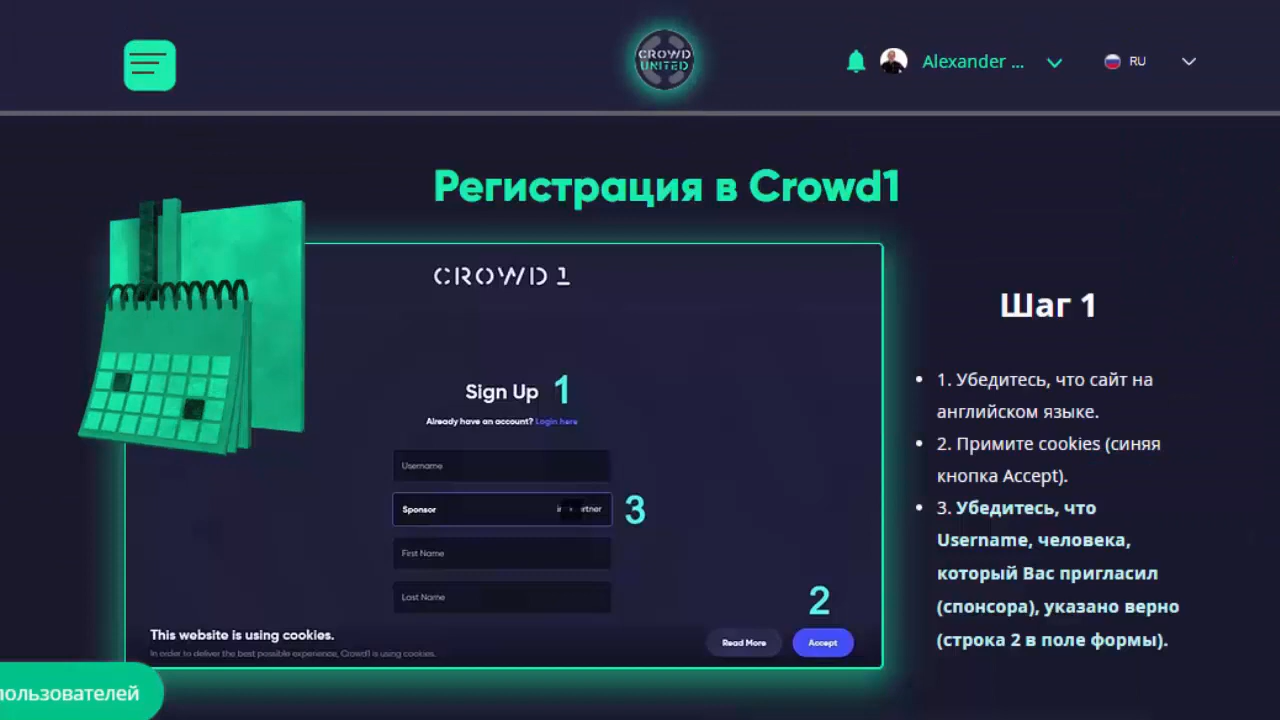 CROWD
UNITED
Alexander ...
RU
Регистрация в Crowd1
CROWD 1
Sign Up 1
Already have an account? Login here
Username
Sponsor
3
First Name
Last Name
2
This website is using cookies.
In order to deliver the best possible experience, Crowd1 is using cookies.
Read More
Accept
Шаг 1
1. Убедитесь, что сайт на
английском языке.
2. Примите cookies (синяя
кнопка Accept).
3. Убедитесь, что
Username, человека,
который Вас пригласил
(спонсора), указано верно
(строка 2 в поле формы).
пользователей